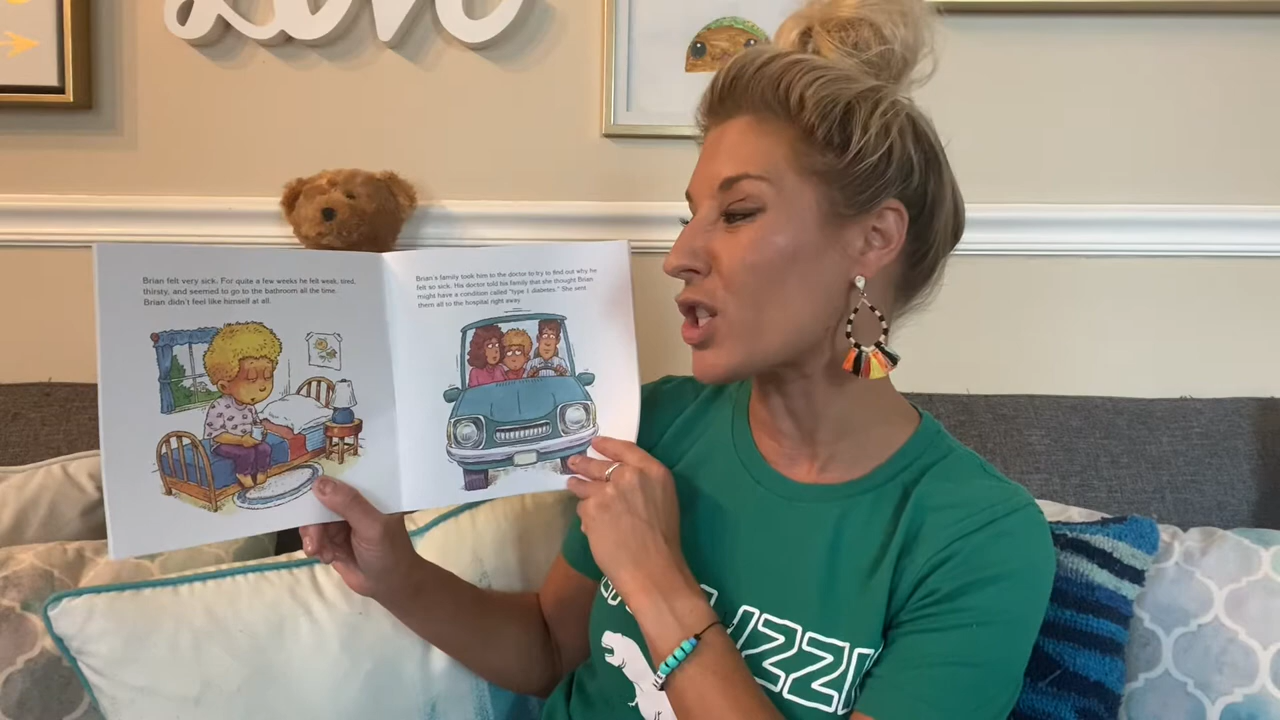 Love
Brian felt very sick. For quite a few weeks he felt weak, tired,
thirsty, and seemed to go to the bathroom all the time.
Brian didn't feel like himself at all.
Brian's family took him to the doctor to try to find out why he
felt so sick. His doctor told his family that she thought Brian
might have a condition called "type 1 diabetes." She sent
them all to the hospital right away.